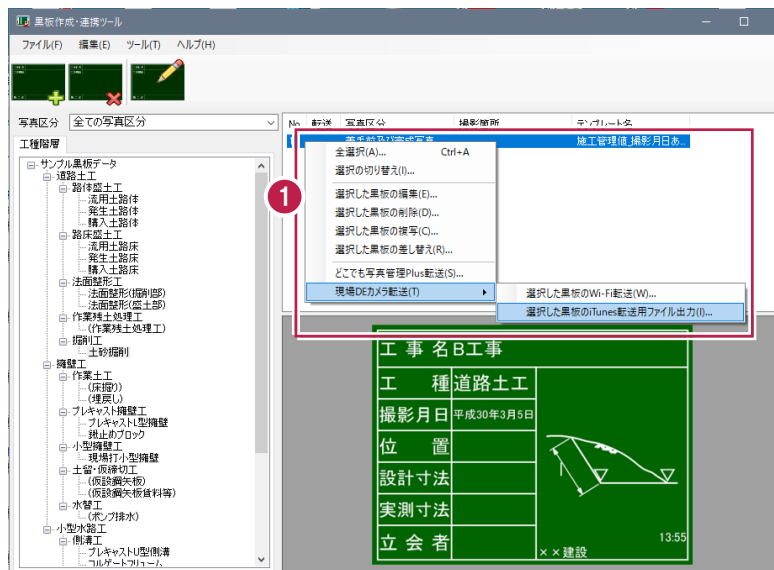 黒板作成・連携ツール
ファイル(F) 編集(E) ツール(T) ヘルプ(H)
写真区分 全ての写真区分
工種階層
サンプル黒板データ
道路土工
路体盛土工
流用土路体
発生土路体
購入土路体
路床盛土工
流用土路床
発生土路床
購入土路床
法面整形工
法面整形(掘削部)
法面整形(盛土部)
作業残土処理工
(作業残土処理工)
掘削工
土砂掘削
擁壁工
作業土工
(床掘り)
(埋戻し)
プレキャスト擁壁工
プレキャストL型擁壁
鍬止めブロック
小型擁壁工
現場打小型擁壁
土留・仮締切工
(仮設鋼矢板)
(仮設鋼矢板賃料等)
水替工
(ポンプ排水)
小型水路工
側溝工
プレキャストU型側溝
コルゲートフリューム
No 転送 写真区分 撮影箇所 テンプレート名
着手前及び完成写真 施工管理値_撮影月日あ...
1
全選択(A)... Ctrl+A
選択の切り替え(I)...
選択した黒板の編集(E)...
選択した黒板の削除(D)...
選択した黒板の複写(C)...
選択した黒板の差し替え(R)...
どこでも写真管理Plus転送(S)...
現場DEカメラ転送(T)
選択した黒板のWi-Fi転送(W)...
選択した黒板のiTunes転送用ファイル出力(I)...
工事名 B工事
工種 道路土工
撮影月日 平成30年3月5日
位置
設計寸法
実測寸法
立会者
13:55
××建設